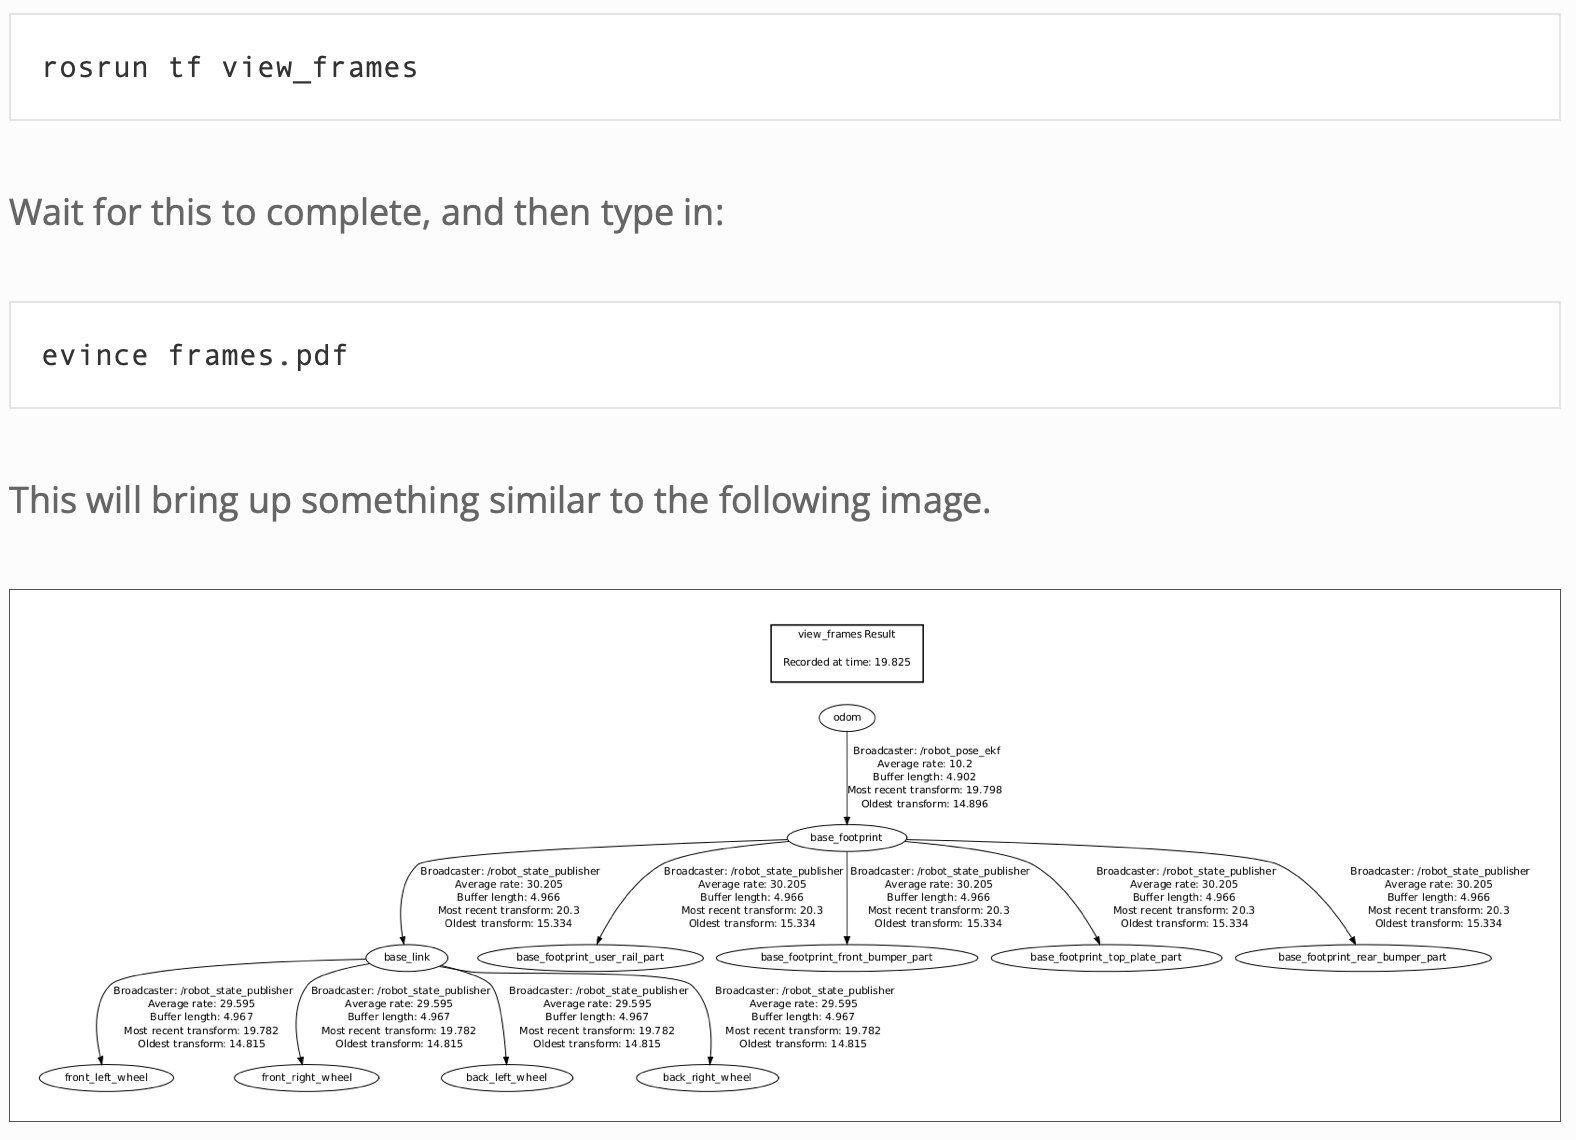 rosrun tf view_frames
Wait for this to complete, and then type in:
evince frames.pdf
This will bring up something similar to the following image.
view_frames Result
Recorded at time: 19.825
odom
Broadcaster: /robot_pose_ekf
Average rate: 10.2
Buffer length: 4.902
Most recent transform: 19.798
Oldest transform: 14.896
base_footprint
Broadcaster: /robot_state_publisher
Average rate: 30.205
Buffer length: 4.966
Most recent transform: 20.3
Oldest transform: 15.334
Broadcaster: /robot_state_publisher
Average rate: 30.205
Buffer length: 4.966
Most recent transform: 20.3
Oldest transform: 15.334
Broadcaster: /robot_state_publisher
Average rate: 30.205
Buffer length: 4.966
Most recent transform: 20.3
Oldest transform: 15.334
Broadcaster: /robot_state_publisher
Average rate: 30.205
Buffer length: 4.966
Most recent transform: 20.3
Oldest transform: 15.334
Broadcaster: /robot_state_publisher
Average rate: 30.205
Buffer length: 4.966
Most recent transform: 20.3
Oldest transform: 15.334
base_link
base_footprint_user_rail_part
base_footprint_front_bumper_part
base_footprint_top_plate_part
base_footprint_rear_bumper_part
Broadcaster: /robot_state_publisher
Average rate: 29.595
Buffer length: 4.967
Most recent transform: 19.782
Oldest transform: 14.815
Broadcaster: /robot_state_publisher
Average rate: 29.595
Buffer length: 4.967
Most recent transform: 19.782
Oldest transform: 14.815
Broadcaster: /robot_state_publisher
Average rate: 29.595
Buffer length: 4.967
Most recent transform: 19.782
Oldest transform: 14.815
Broadcaster: /robot_state_publisher
Average rate: 29.595
Buffer length: 4.967
Most recent transform: 19.782
Oldest transform: 14.815
front_left_wheel
front_right_wheel
back_left_wheel
back_right_wheel